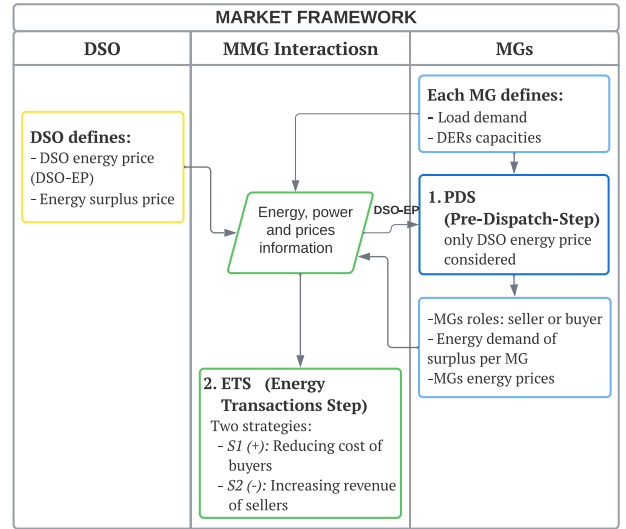 MARKET FRAMEWORK
DSO
MMG Interactiosn
MGs
DSO defines:
- DSO energy price
(DSO-EP)
- Energy surplus price
Energy, power
and prices
information
DSO-EP
Each MG defines:
- Load demand
- DERs capacities
1. PDS
(Pre-Dispatch-Step)
only DSO energy price
considered
-MGs roles: seller or buyer
- Energy demand of
surplus per MG
-MGs energy prices
2. ETS (Energy
Transactions Step)
Two strategies:
- S1 (+): Reducing cost of
buyers
- S2 (-): Increasing revenue
of sellers